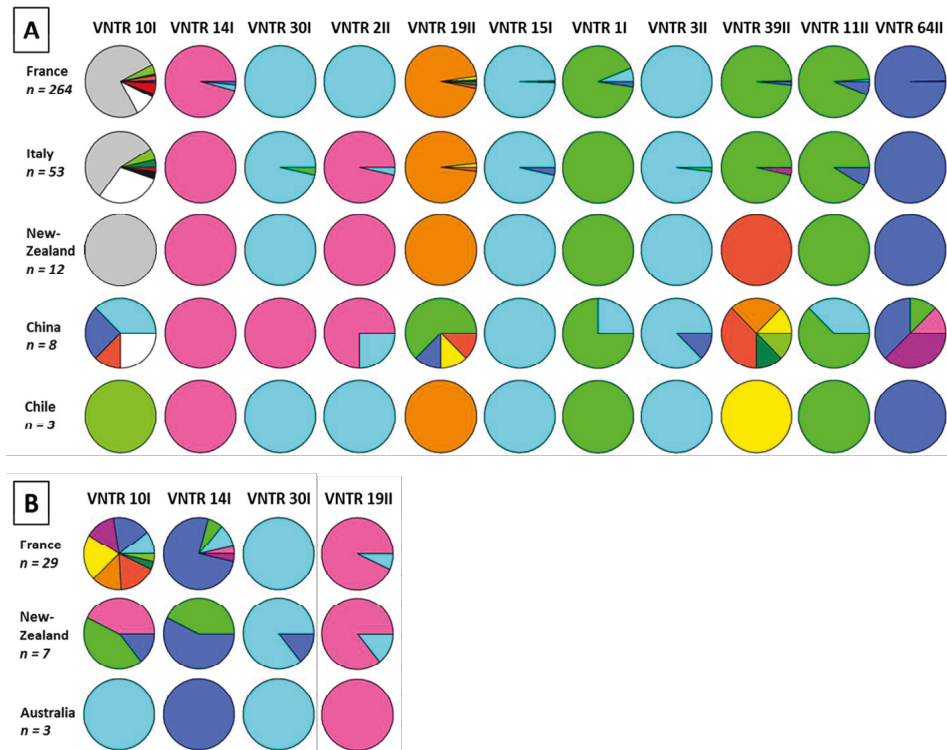 A
VNTR 10I VNTR 14I VNTR 30I VNTR 2II VNTR 19II VNTR 15I VNTR 1I VNTR 3II VNTR 39II VNTR 11II VNTR 64II
France
n = 264
Italy
n = 53
New-
Zealand
n = 12
China
n = 8
Chile
n = 3
B
VNTR 10I VNTR 14I VNTR 30I VNTR 19II
France
n = 29
New-
Zealand
n = 7
Australia
n = 3